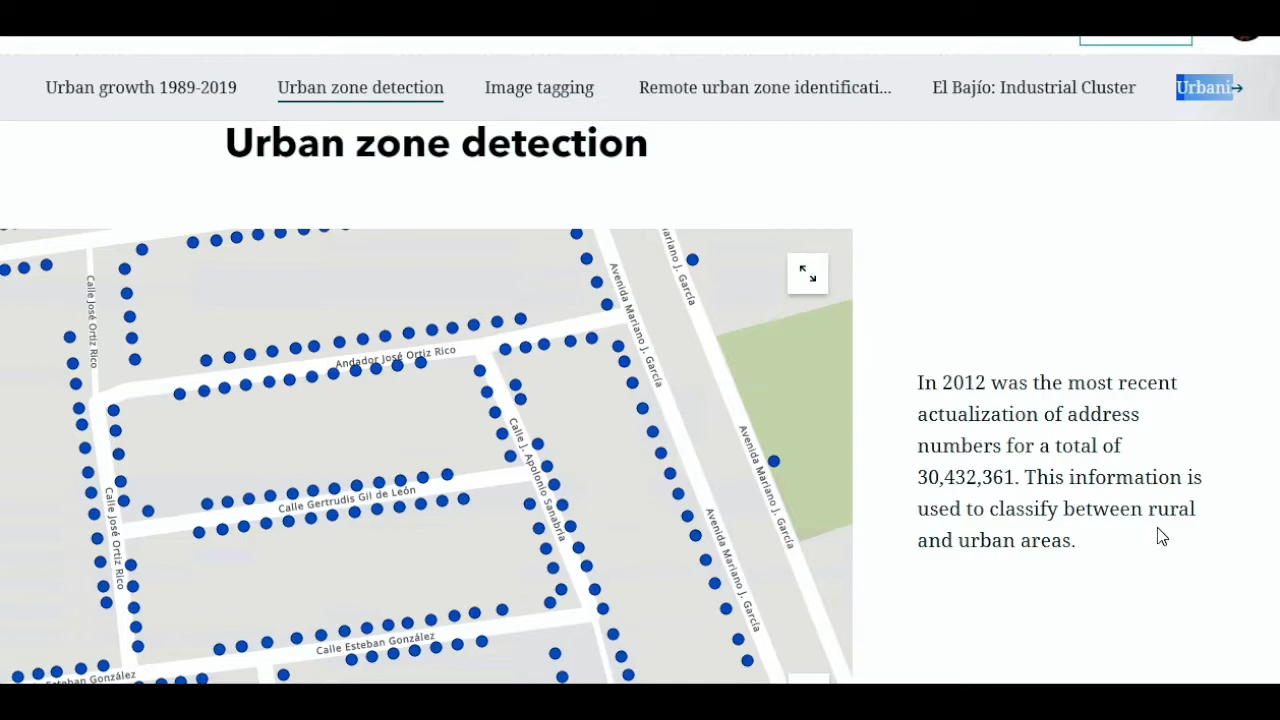 Urban growth 1989-2019
Urban zone detection
Image tagging
Remote urban zone identificati...
El Bajío: Industrial Cluster
Urbani
Urban zone detection
In 2012 was the most recent
actualization of address
numbers for a total of
30,432,361. This information is
used to classify between rural
and urban areas.
Calle José Ortiz Rico
Andador José Ortiz Rico
Avenida Mariano J. García
ariano J. García
Calle J. Apolonio Sanabria
Avenida Mariano J. García
Calle Gertrudis Gil de León
Calle José Ortiz Rico
Avenida Mariano J. García
Calle Esteban González
Esteban González